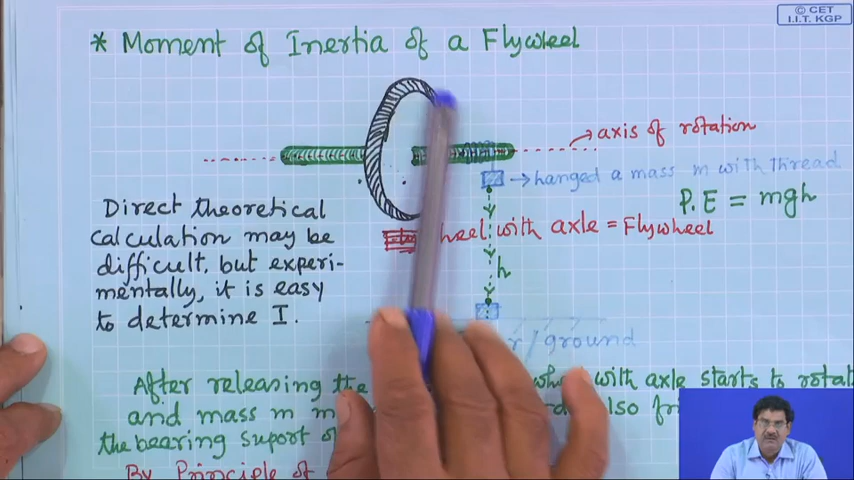 © CET
I.I.T. KGP
* Moment of Inertia of a Flywheel
axis of rotation
hanged a mass m with thread
P.E = mgh
Direct theoretical
calculation may be
difficult, but experi-
mentally, it is easy
to determine I.
with axle = Flywheel
h
/ground
After releasing the with axle starts to
and mass m also
the bearing suport
By Principle of